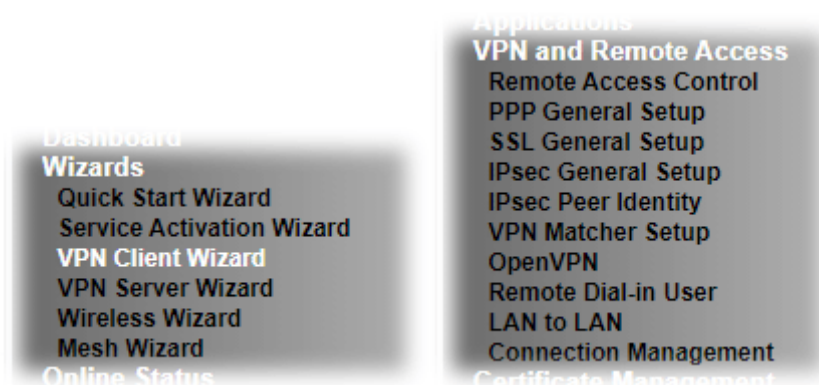 Dashboard
Wizards
Quick Start Wizard
Service Activation Wizard
VPN Client Wizard
VPN Server Wizard
Wireless Wizard
Mesh Wizard
Online Status
Applications
VPN and Remote Access
Remote Access Control
PPP General Setup
SSL General Setup
IPsec General Setup
IPsec Peer Identity
VPN Matcher Setup
OpenVPN
Remote Dial-in User
LAN to LAN
Connection Management
Certificate Management